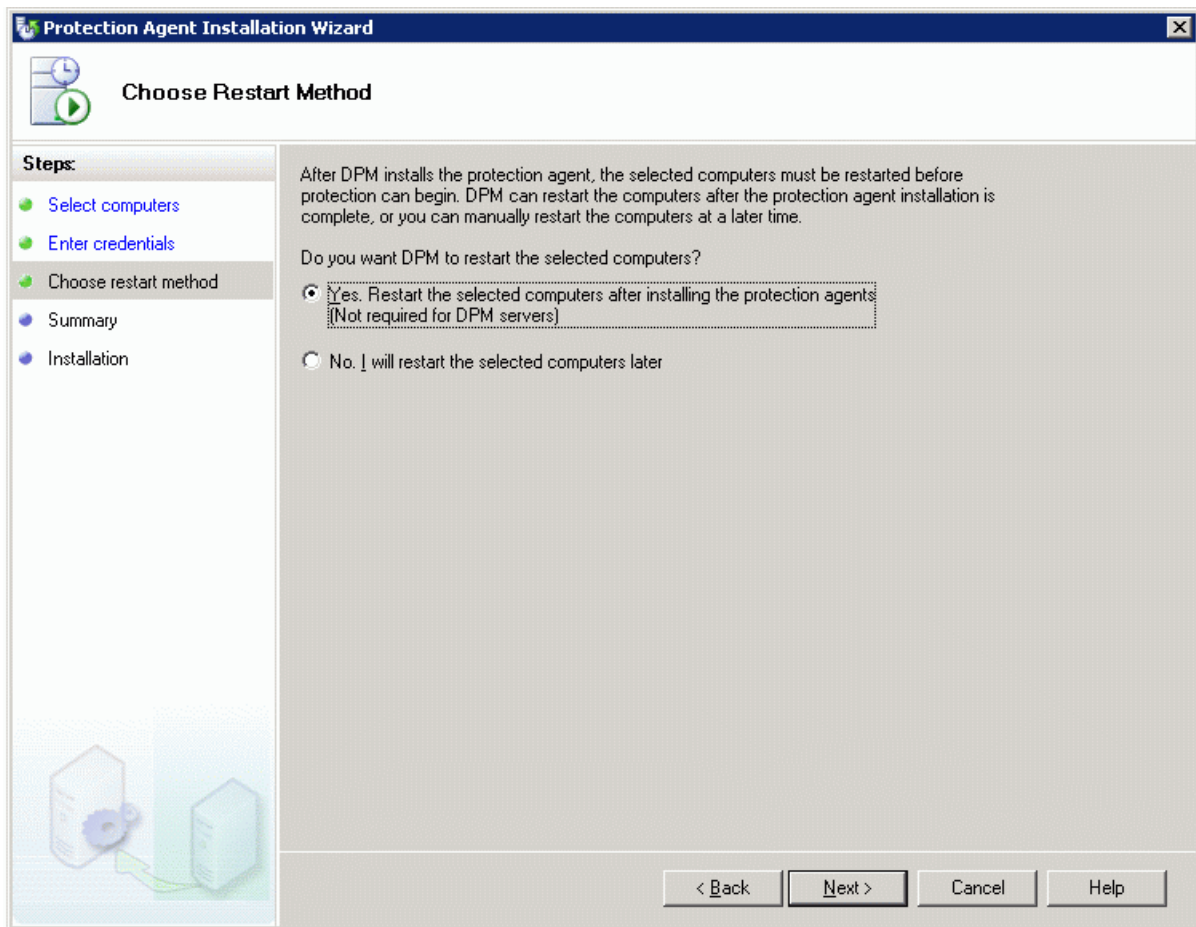 Protection Agent Installation Wizard
Choose Restart Method
Steps:
Select computers
Enter credentials
Choose restart method
Summary
Installation
After DPM installs the protection agent, the selected computers must be restarted before
protection can begin. DPM can restart the computers after the protection agent installation is
complete, or you can manually restart the computers at a later time.
Do you want DPM to restart the selected computers?
Yes. Restart the selected computers after installing the protection agents
(Not required for DPM servers)
No. I will restart the selected computers later
< Back
Next >
Cancel
Help